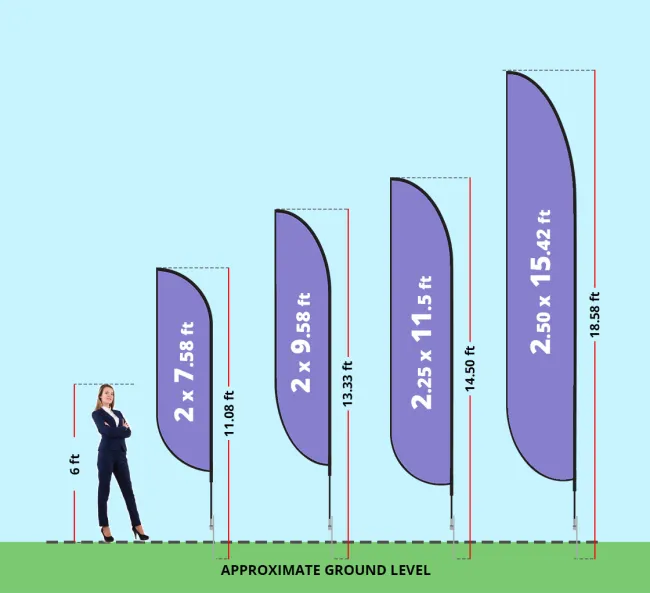 6 ft
2 x 7.58 ft
11.08 ft
2 x 9.58 ft
13.33 ft
2.25 x 11.5 ft
14.50 ft
2.50 x 15.42 ft
18.58 ft
APPROXIMATE GROUND LEVEL